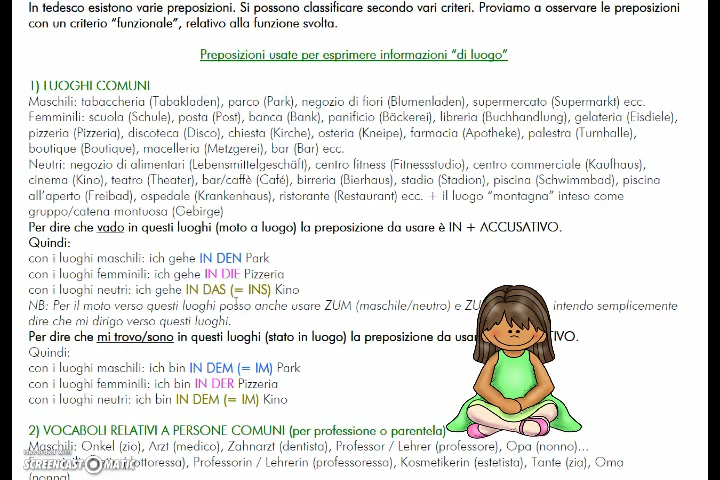 In tedesco esistono varie preposizioni. Si possono classificare secondo vari criteri. Proviamo a osservare le preposizioni
con un criterio "funzionale", relativo alla funzione svolta.
Preposizioni usate per esprimere informazioni "di luogo"
1) LUOGHI COMUNI
Maschili: tabaccheria (Tabakladen), parco (Park), negozio di fiori (Blumenladen), supermercato (Supermarkt) ecc.
Femminili: scuola (Schule), posta (Post), banca (Bank), panificio (Bäckerei), libreria (Buchhandlung), gelateria (Eisdiele),
pizzeria (Pizzeria), discoteca (Disco), chiesta (Kirche), osteria (Kneipe), farmacia (Apotheke), palestra (Turnhalle),
boutique (Boutique), macelleria (Metzgerei), bar (Bar) ecc.
Neutri: negozio di alimentari (Lebensmittelgeschäft), centro fitness (Fitnessstudio), centro commerciale (Kaufhaus),
cinema (Kino), teatro (Theater), bar/caffè (Café), birreria (Bierhaus), stadio (Stadion), piscina (Schwimmbad), piscina
all'aperto (Freibad), ospedale (Krankenhaus), ristorante (Restaurant) ecc. + il luogo "montagna" inteso come
gruppo/catena montuosa (Gebirge)
Per dire che vado in questi luoghi (moto a luogo) la preposizione da usare è IN + ACCUSATIVO.
Quindi:
con i luoghi maschili: ich gehe IN DEN Park
con i luoghi femminili: ich gehe IN DIE Pizzeria
con i luoghi neutri: ich gehe IN DAS (= INS) Kino
NB: Per il moto verso questi luoghi posso anche usare ZUM (maschile/neutro) e intendo semplicemente
dire che mi dirigo verso questi luoghi.
Per dire che mi trovo/sono in questi luoghi (stato in luogo) la preposizione da
Quindi:
con i luoghi maschili: ich bin IN DEM (= IM) Park
con i luoghi femminili: ich bin IN DER Pizzeria
con i luoghi neutri: ich bin IN DEM (= IM) Kino
2) VOCABOLI RELATIVI A PERSONE COMUNI (per professione o parentela)
Maschili: Onkel (zio), Arzt (medico), Zahnarzt (dentista), Professor / Lehrer (professore), Opa (nonno)...
Professorin / Lehrerin (professoressa), Kosmetikerin (estetista), Tante (zia), Oma
(nonna)
SCREENCAST-O-MATIC